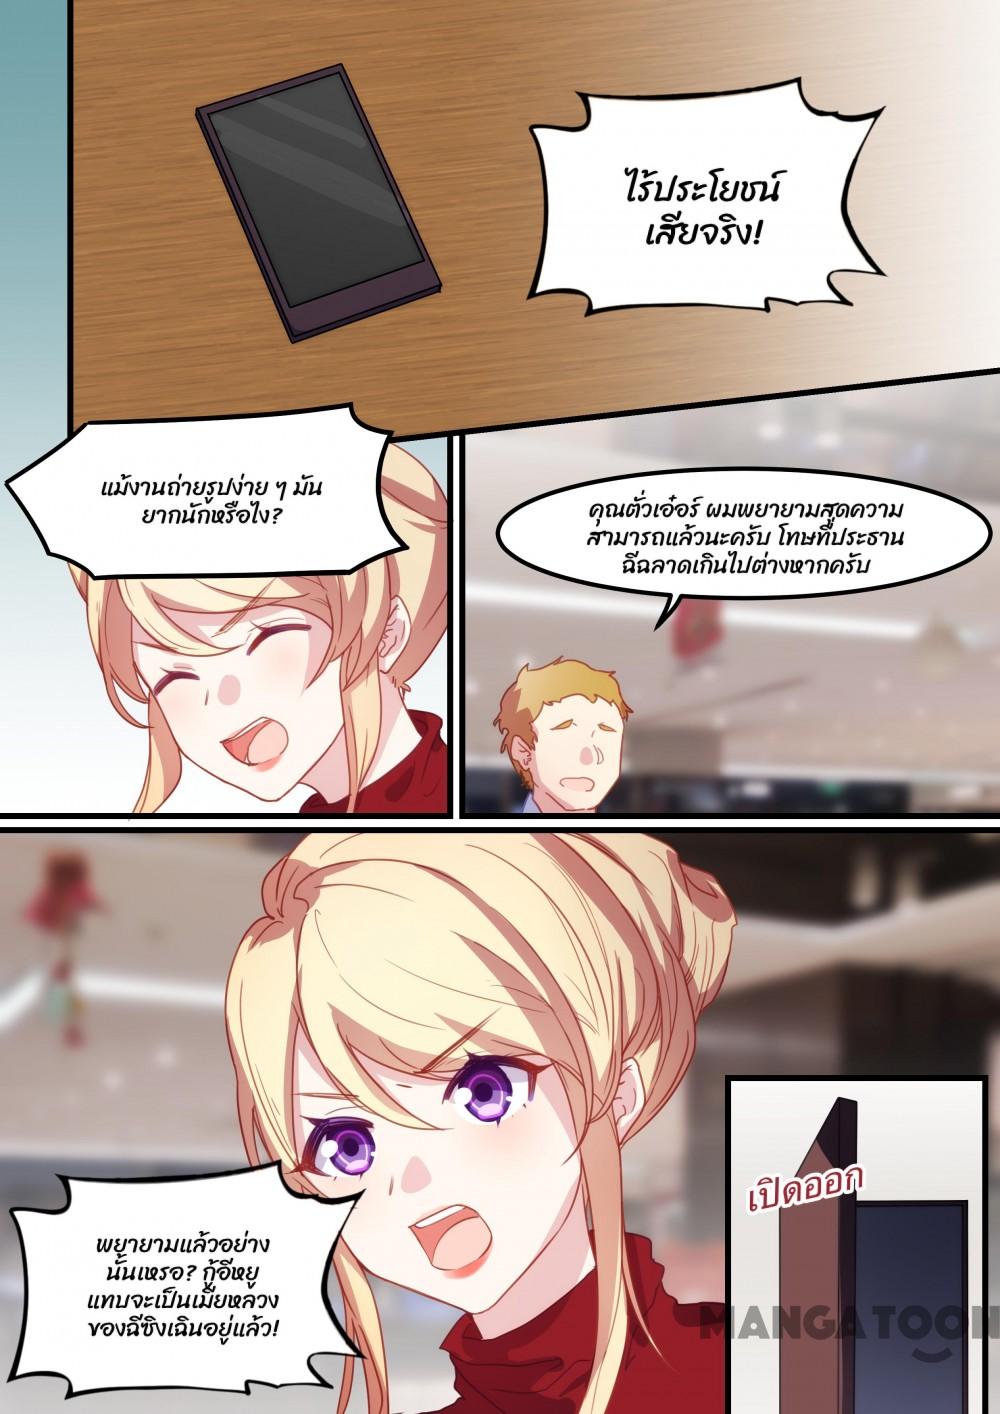 ไร้ประโยชน์
เสียจริง!
แม้งานถ่ายรูปง่าย ๆ มัน
ยากนักหรือไง?
คุณตั่วเอ๋อร์ ผมพยายามสุดความ
สามารถแล้วนะครับ โทษที่ประธาน
ฉีฉลาดเกินไปต่างหากครับ
พยายามแล้วอย่าง
นั้นเหรอ? กู้อีหยู
แทบจะเป็นเมียหลวง
ของฉีซิงเฉินอยู่แล้ว!
เปิดออก
MANGATOON